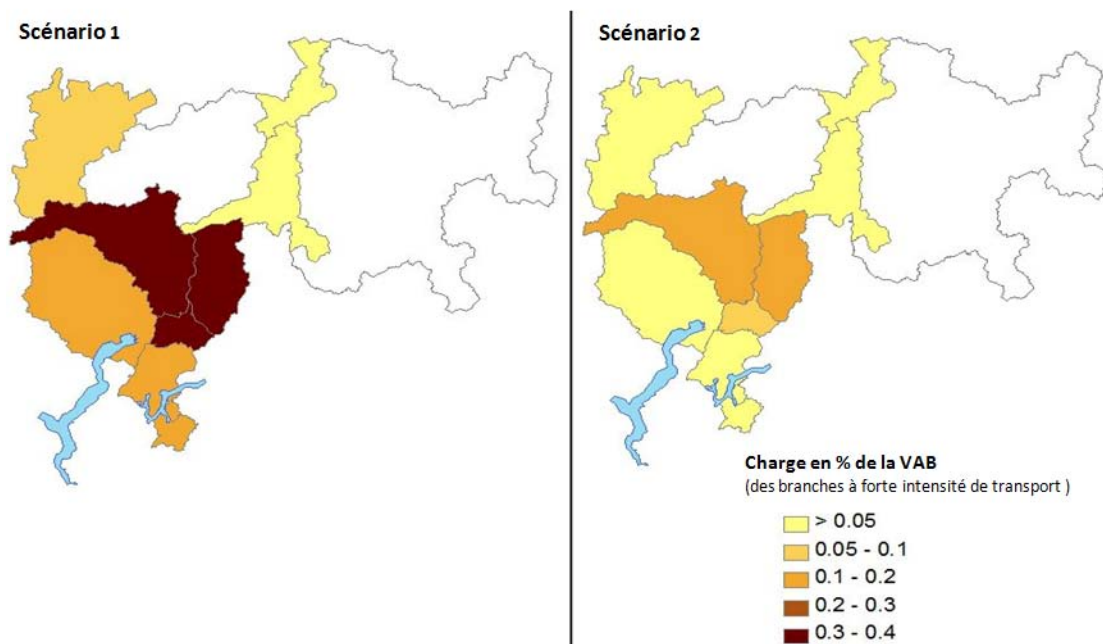 Scénario 1
Scénario 2
Charge en % de la VAB
(des branches à forte intensité de transport )
> 0.05
0.05 - 0.1
0.1 - 0.2
0.2 - 0.3
0.3 - 0.4